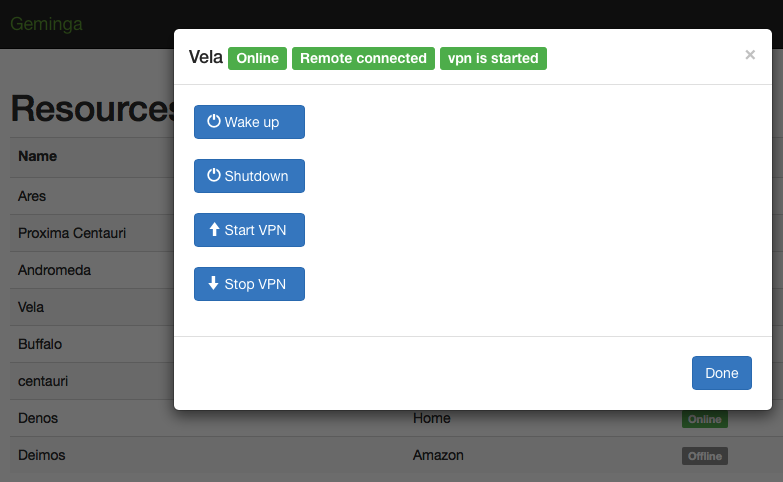 Geminga
Vela Online Remote connected vpn is started ×
Resources
Wake up
Name
Shutdown
Ares
Start VPN
Proxima Centauri
Andromeda
Stop VPN
Vela
Buffalo
centauri
Done
Denos Home Online
Deimos Amazon Offline